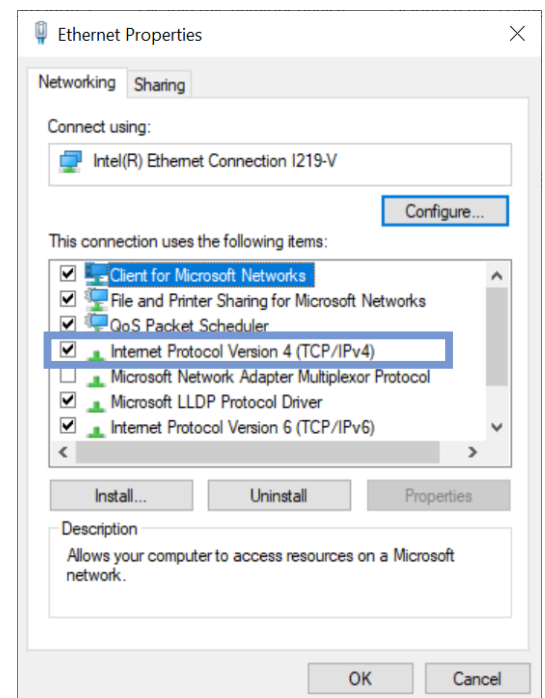 Ethernet Properties
Networking Sharing
Connect using:
Intel(R) Ethernet Connection I219-V
Configure...
This connection uses the following items:
Client for Microsoft Networks
File and Printer Sharing for Microsoft Networks
QoS Packet Scheduler
Internet Protocol Version 4 (TCP/IPv4)
Microsoft Network Adapter Multiplexor Protocol
Microsoft LLDP Protocol Driver
Internet Protocol Version 6 (TCP/IPv6)
Install... Uninstall Properties
Description
Allows your computer to access resources on a Microsoft
network.
OK Cancel